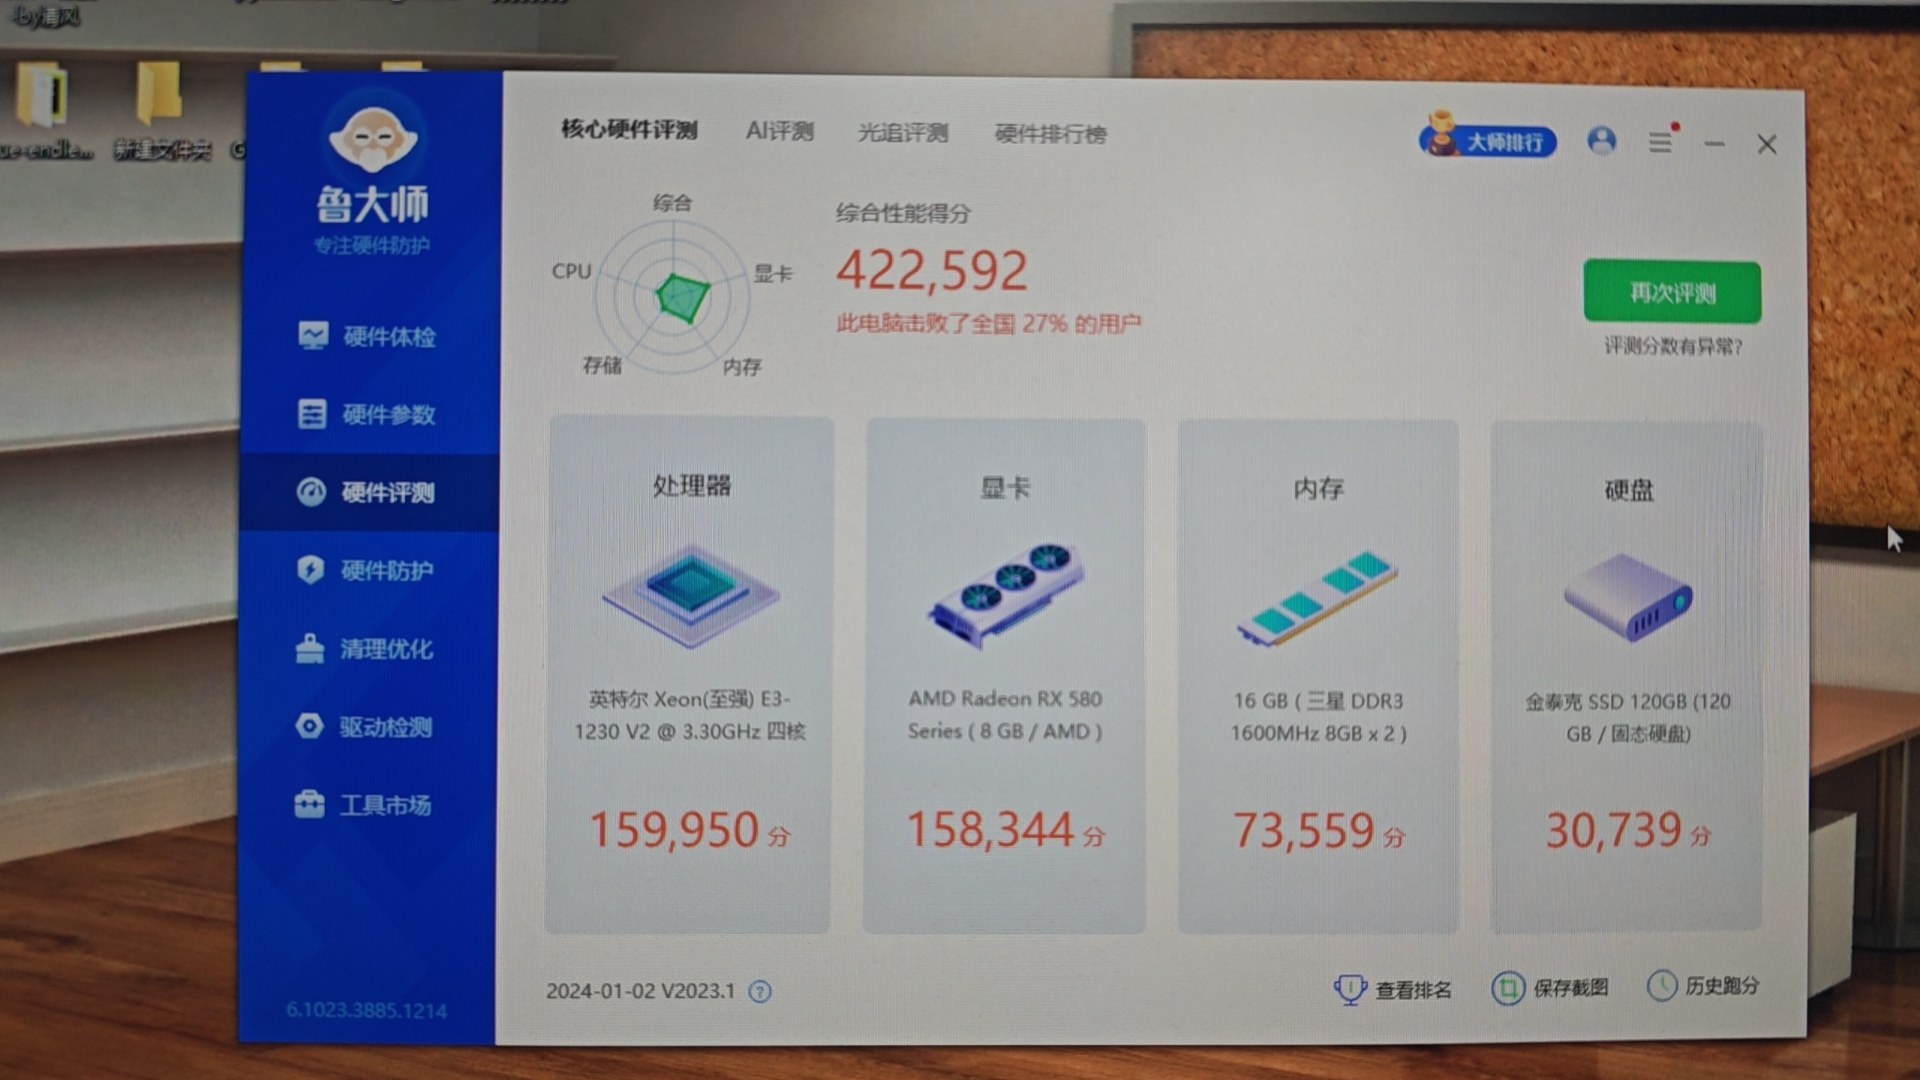 by清风
新建文件夹
鲁大师
专注硬件防护
硬件体检
硬件参数
硬件评测
硬件防护
清理优化
驱动检测
工具市场
6.1023.3885.1214
核心硬件评测 AI评测 光追评测 硬件排行榜
大师排行
综合
CPU
显卡
存储
内存
综合性能得分
422,592
此电脑击败了全国 27% 的用户
再次评测
评测分数有异常?
处理器
英特尔 Xeon(至强) E3-
1230 V2 @ 3.30GHz 四核
159,950 分
显卡
AMD Radeon RX 580
Series ( 8 GB / AMD )
158,344 分
内存
16 GB ( 三星 DDR3
1600MHz 8GB x 2 )
73,559 分
硬盘
金泰克 SSD 120GB (120
GB / 固态硬盘)
30,739 分
2024-01-02 V2023.1 ?
查看排名
保存截图
历史跑分